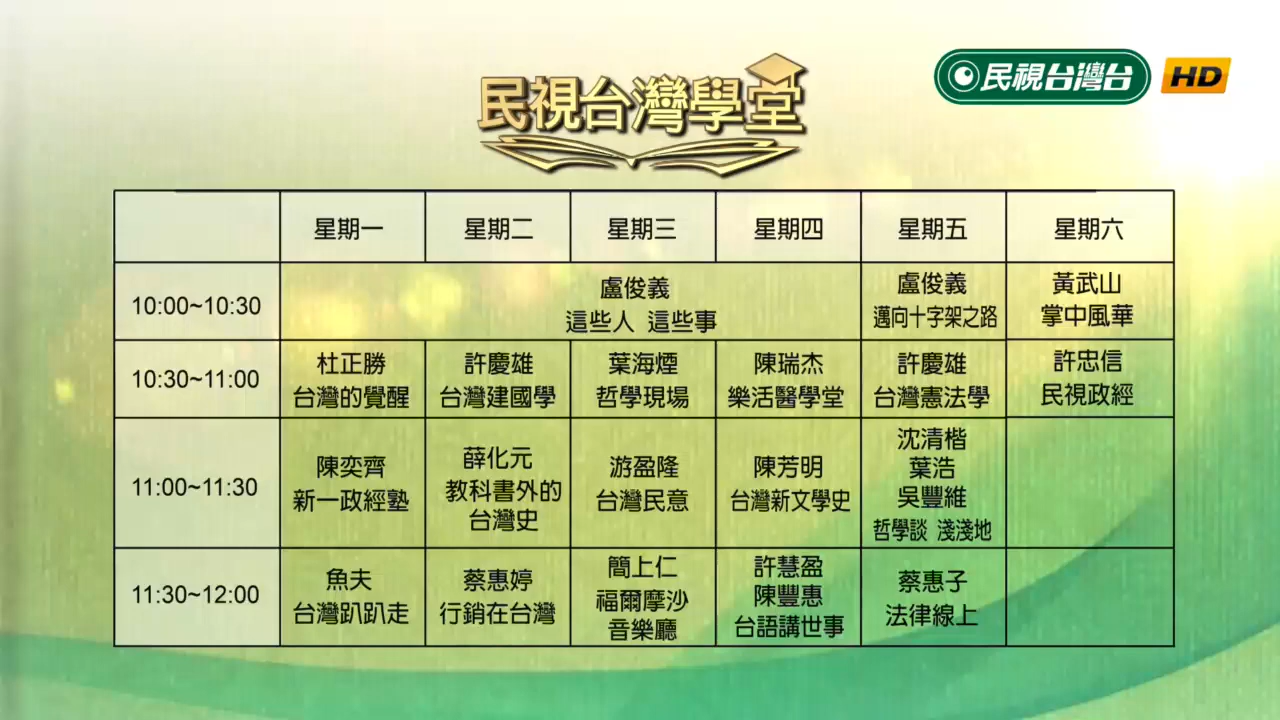 民視台灣台 HD
民視台灣學堂
星期一 星期二 星期三 星期四 星期五 星期六
10:00~10:30
盧俊義
這些人 這些事
盧俊義
邁向十字架之路
黃武山
掌中風華
10:30~11:00
杜正勝
台灣的覺醒
許慶雄
台灣建國學
葉海煙
哲學現場
陳瑞杰
樂活醫學堂
許慶雄
台灣憲法學
許忠信
民視政經
11:00~11:30
陳奕齊
新一政經塾
薛化元
教科書外的
台灣史
游盈隆
台灣民意
陳芳明
台灣新文學史
沈清楷
葉浩
吳豐維
哲學談 淺淺地
11:30~12:00
魚夫
台灣趴趴走
蔡惠婷
行銷在台灣
簡上仁
福爾摩沙
音樂廳
許慧盈
陳豐惠
台語講世事
蔡惠子
法律線上